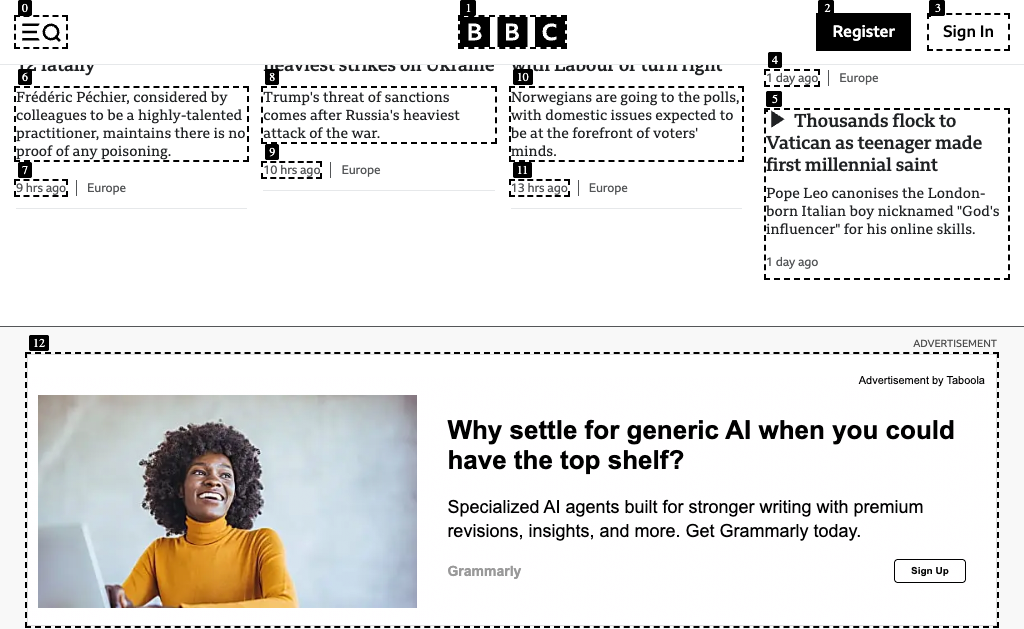 0
1
2
3
BBC
Register
Sign In
12 fatally
heaviest strikes on Ukraine
with Labour or turn right
4
1 day ago
Europe
6
Frédéric Péchier, considered by
colleagues to be a highly-talented
practitioner, maintains there is no
proof of any poisoning.
7
9 hrs ago
Europe
8
Trump's threat of sanctions
comes after Russia's heaviest
attack of the war.
9
10 hrs ago
Europe
10
Norwegians are going to the polls,
with domestic issues expected to
be at the forefront of voters'
minds.
11
13 hrs ago
Europe
5
Thousands flock to
Vatican as teenager made
first millennial saint
Pope Leo canonises the London-
born Italian boy nicknamed "God's
influencer" for his online skills.
1 day ago
12
ADVERTISEMENT
Advertisement by Taboola
Why settle for generic AI when you could
have the top shelf?
Specialized AI agents built for stronger writing with premium
revisions, insights, and more. Get Grammarly today.
Grammarly
Sign Up